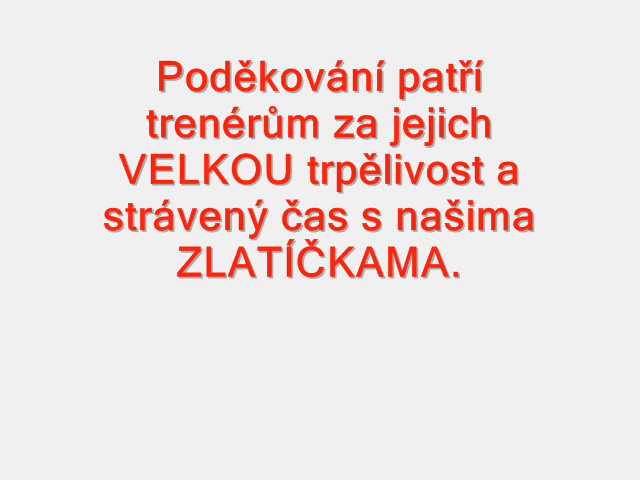 Poděkování patří
trenérům za jejich
VELKOU trpělivost a
strávený čas s našima
ZLATÍČKAMA.